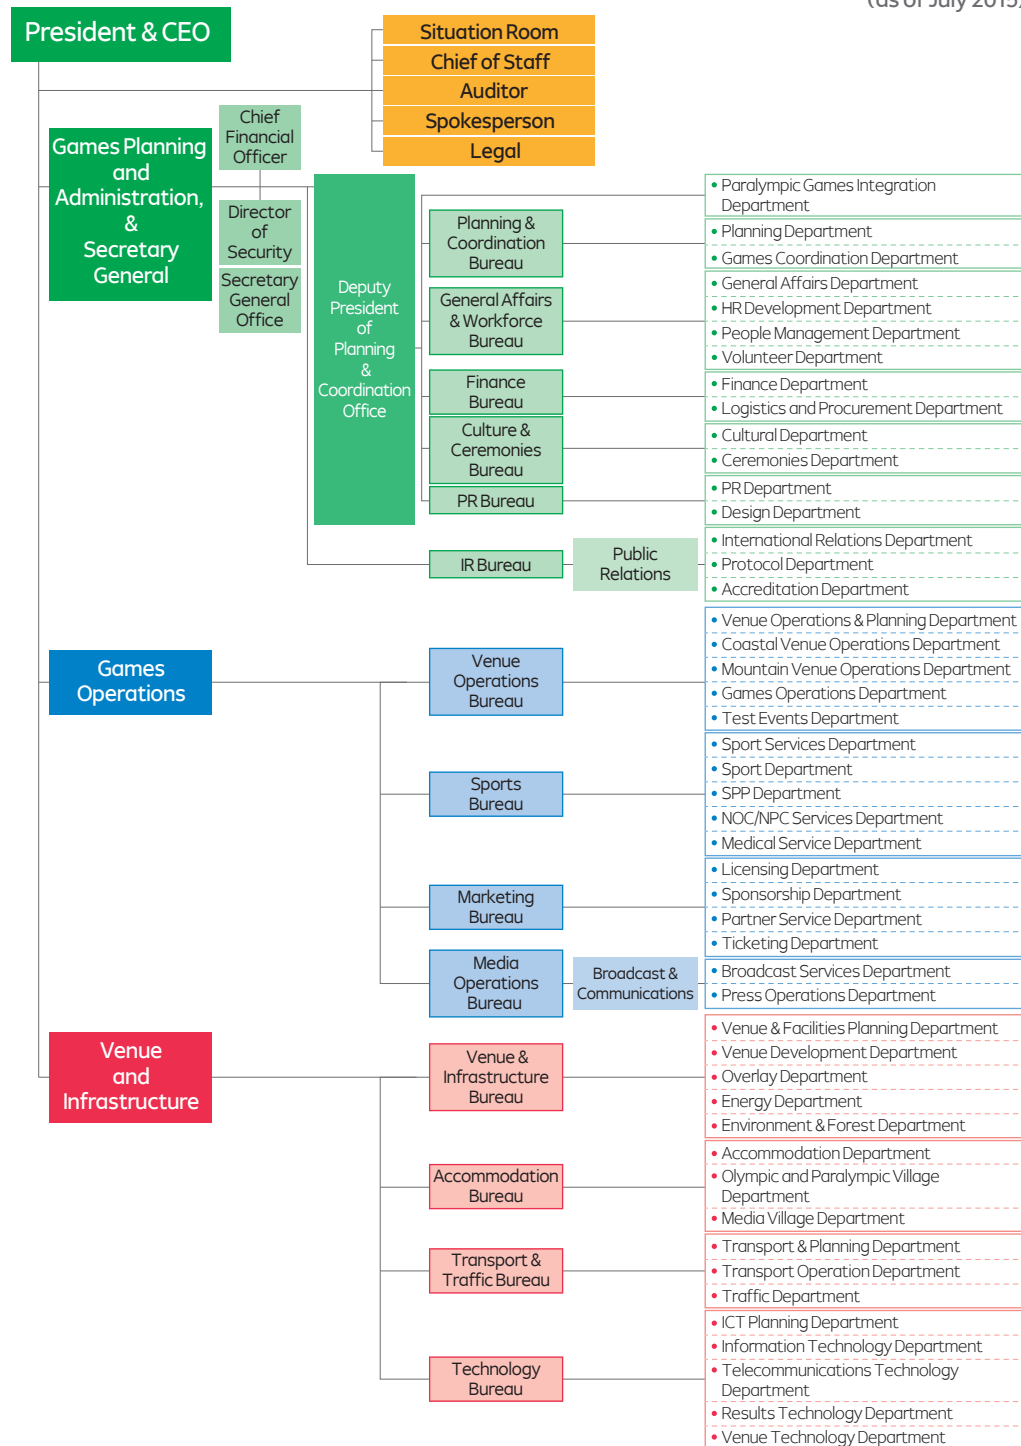 (as of July 2015)
President & CEO
Situation Room
Chief of Staff
Auditor
Spokesperson
Legal
Games Planning
and
Administration,
&
Secretary
General
Chief
Financial
Officer
Director
of
Security
Secretary
General
Office
Deputy
President
of
Planning
&
Coordination
Office
• Paralympic Games Integration
Department
Planning &
Coordination
Bureau
• Planning Department
• Games Coordination Department
General Affairs
& Workforce
Bureau
• General Affairs Department
• HR Development Department
• People Management Department
• Volunteer Department
Finance
Bureau
• Finance Department
• Logistics and Procurement Department
Culture &
Ceremonies
Bureau
• Cultural Department
• Ceremonies Department
PR Bureau
• PR Department
• Design Department
IR Bureau
Public
Relations
• International Relations Department
• Protocol Department
• Accreditation Department
Games
Operations
Venue
Operations
Bureau
• Venue Operations & Planning Department
• Coastal Venue Operations Department
• Mountain Venue Operations Department
• Games Operations Department
• Test Events Department
Sports
Bureau
• Sport Services Department
• Sport Department
• SPP Department
• NOC/NPC Services Department
• Medical Service Department
Marketing
Bureau
• Licensing Department
• Sponsorship Department
• Partner Service Department
• Ticketing Department
Media
Operations
Bureau
Broadcast &
Communications
• Broadcast Services Department
• Press Operations Department
Venue
and
Infrastructure
Venue &
Infrastructure
Bureau
• Venue & Facilities Planning Department
• Venue Development Department
• Overlay Department
• Energy Department
• Environment & Forest Department
Accommodation
Bureau
• Accommodation Department
• Olympic and Paralympic Village
Department
• Media Village Department
Transport &
Traffic Bureau
• Transport & Planning Department
• Transport Operation Department
• Traffic Department
Technology
Bureau
• ICT Planning Department
• Information Technology Department
• Telecommunications Technology
Department
• Results Technology Department
• Venue Technology Department